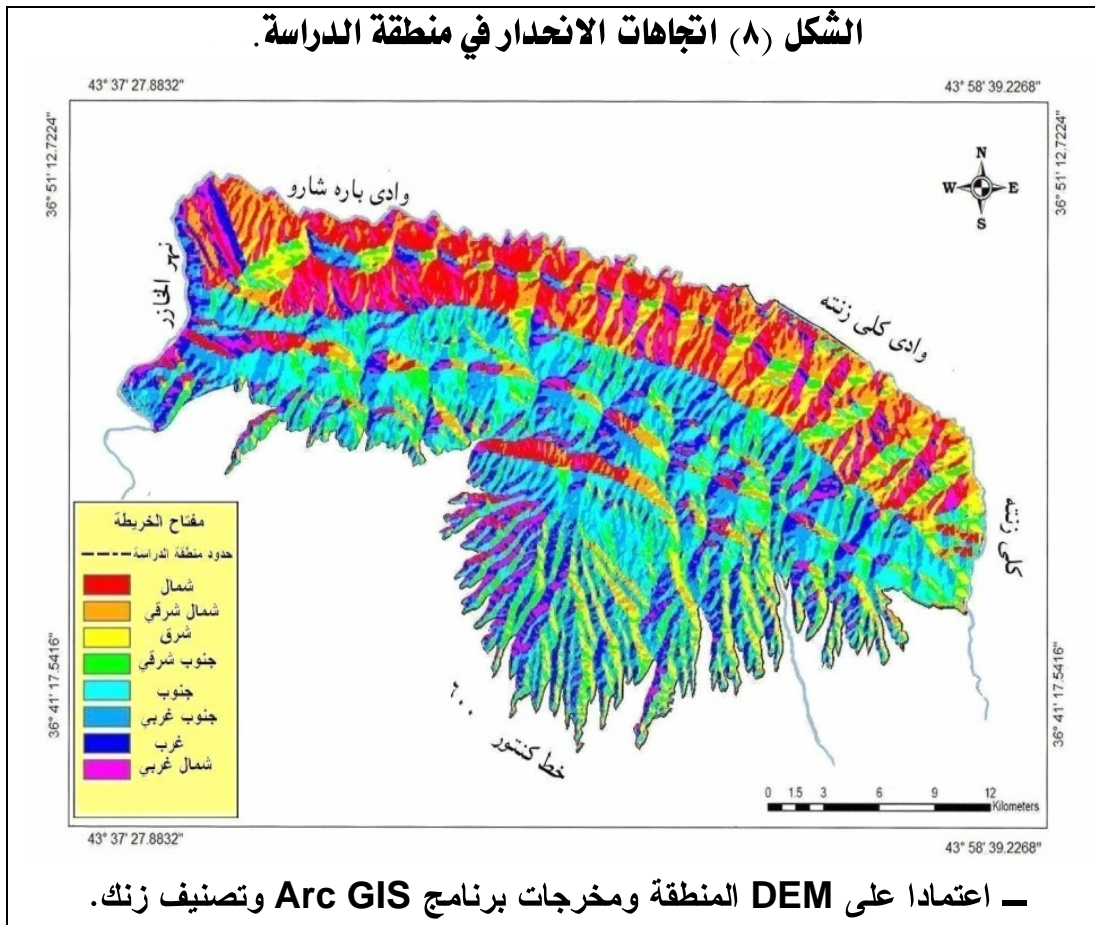 الشكل (٨) اتجاهات الانحدار في منطقة الدراسة.
43° 37' 27.8832"
43° 58' 39.2268"
36° 51' 12.7224"
36° 51' 12.7224"
N
W E
S
وادى باره شارو
نهر الخازر
وادى كلى زنته
كلى زنته
مفتاح الخريطة
حدود منطقة الدراسة
شمال
شمال شرقي
شرق
جنوب شرقي
جنوب
جنوب غربي
غرب
شمال غربي
36° 41' 17.5416"
36° 41' 17.5416"
٦٠٠
خط كنتور
0 1.5 3 6 9 12
Kilometers
43° 37' 27.8832"
43° 58' 39.2268"
ــ اعتمادا على DEM المنطقة ومخرجات برنامج Arc GIS وتصنيف زنك.